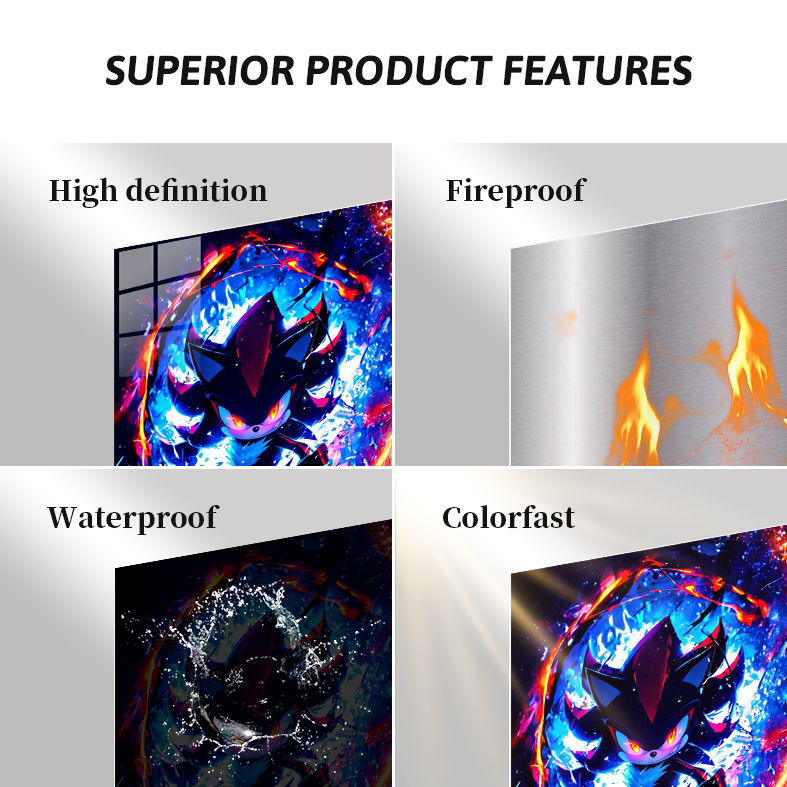 SUPERIOR PRODUCT FEATURES
High definition
Fireproof
Waterproof
Colorfast